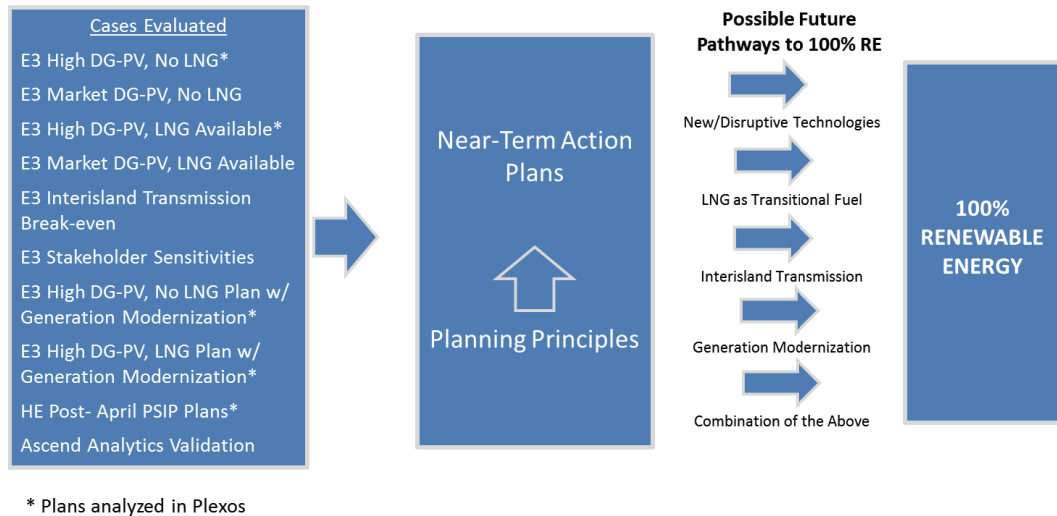 Cases Evaluated
E3 High DG-PV, No LNG*
E3 Market DG-PV, No LNG
E3 High DG-PV, LNG Available*
E3 Market DG-PV, LNG Available
E3 Interisland Transmission
Break-even
E3 Stakeholder Sensitivities
E3 High DG-PV, No LNG Plan w/
Generation Modernization*
E3 High DG-PV, LNG Plan w/
Generation Modernization*
HE Post- April PSIP Plans*
Ascend Analytics Validation
* Plans analyzed in Plexos
Near-Term Action
Plans
Planning Principles
Possible Future
Pathways to 100% RE
New/Disruptive Technologies
LNG as Transitional Fuel
Interisland Transmission
Generation Modernization
Combination of the Above
100%
RENEWABLE
ENERGY